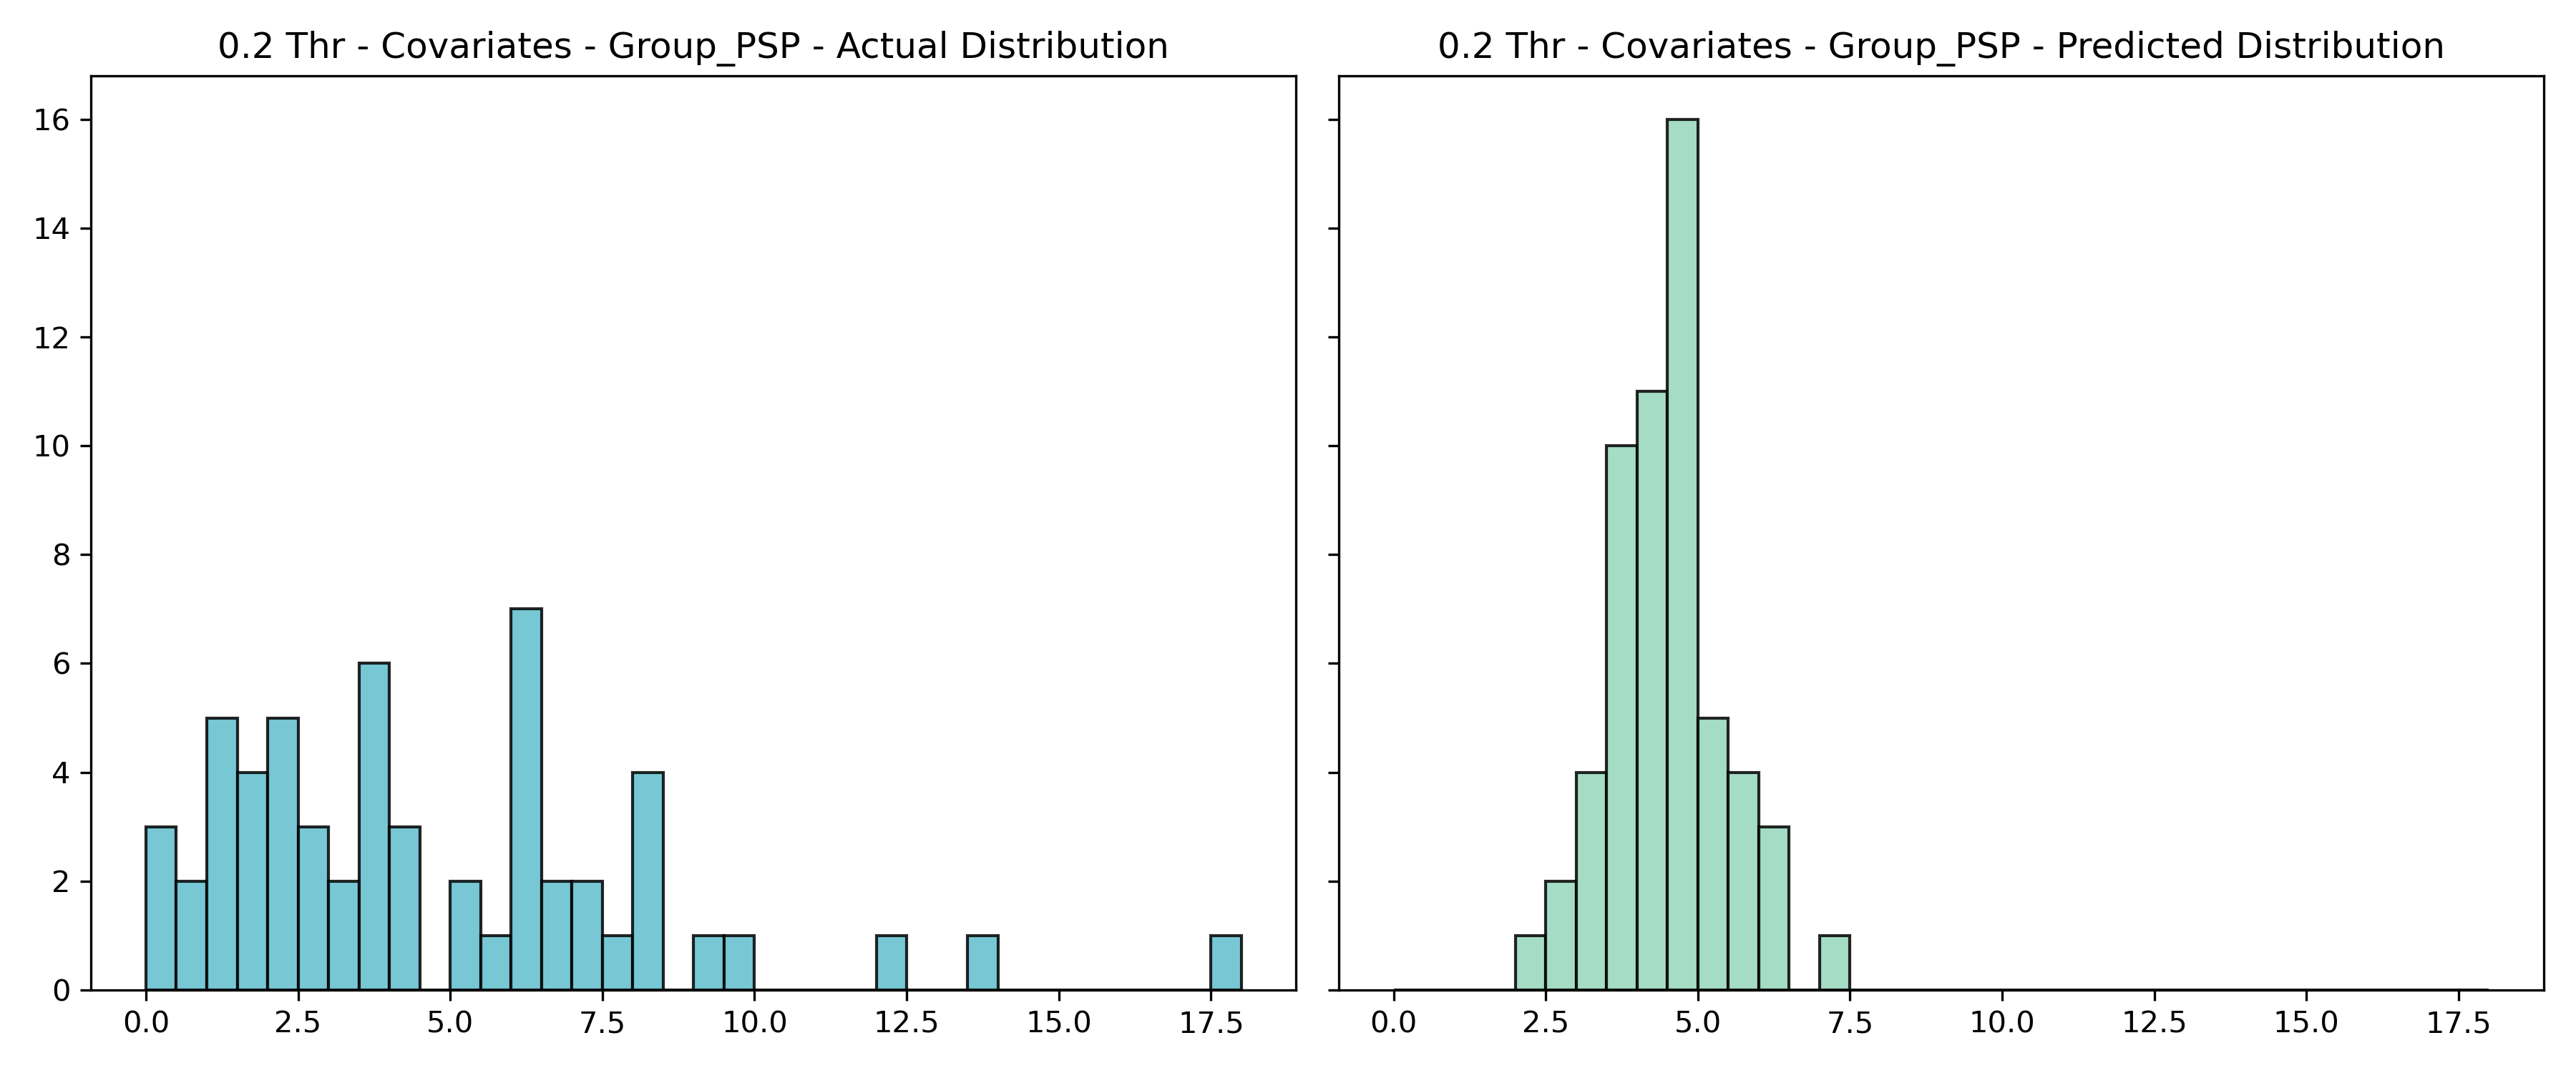 0.2 Thr - Covariates - Group_PSP - Actual Distribution
16
14
12
10
8
6
4
2
0
0.0 2.5 5.0 7.5 10.0 12.5 15.0 17.5
0.2 Thr - Covariates - Group_PSP - Predicted Distribution
0.0 2.5 5.0 7.5 10.0 12.5 15.0 17.5